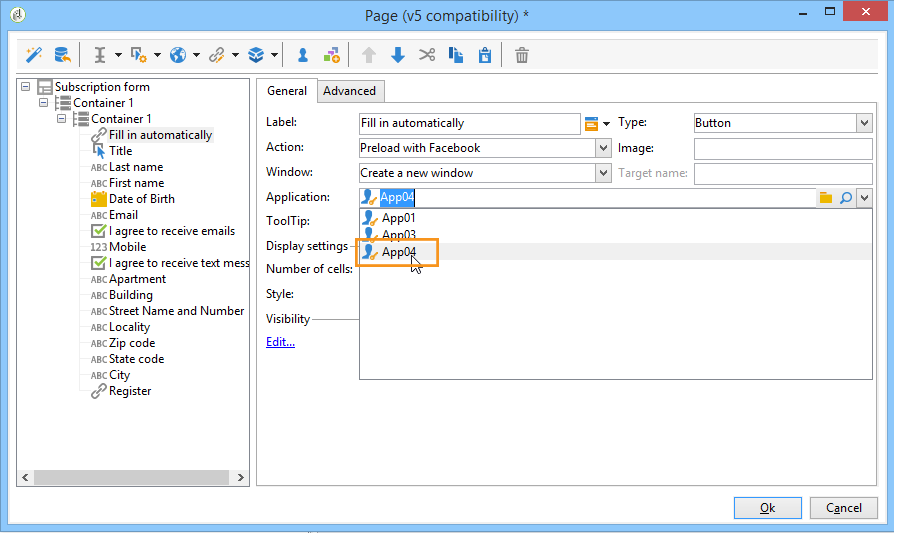 Page (v5 compatibility) *
General Advanced
Subscription form
Container 1
Container 1
Fill in automatically
Title
ABC Last name
ABC First name
Date of Birth
ABC Email
I agree to receive emails
123 Mobile
I agree to receive text mess
ABC Apartment
ABC Building
ABC Street Name and Number
ABC Locality
ABC Zip code
ABC State code
ABC City
Register
Label: Fill in automatically Type: Button
Action: Preload with Facebook Image:
Window: Create a new window Target name:
Application: App04
ToolTip: App01
App03
Display settings App04
Number of cells:
Style:
Visibility
Edit...
Ok Cancel